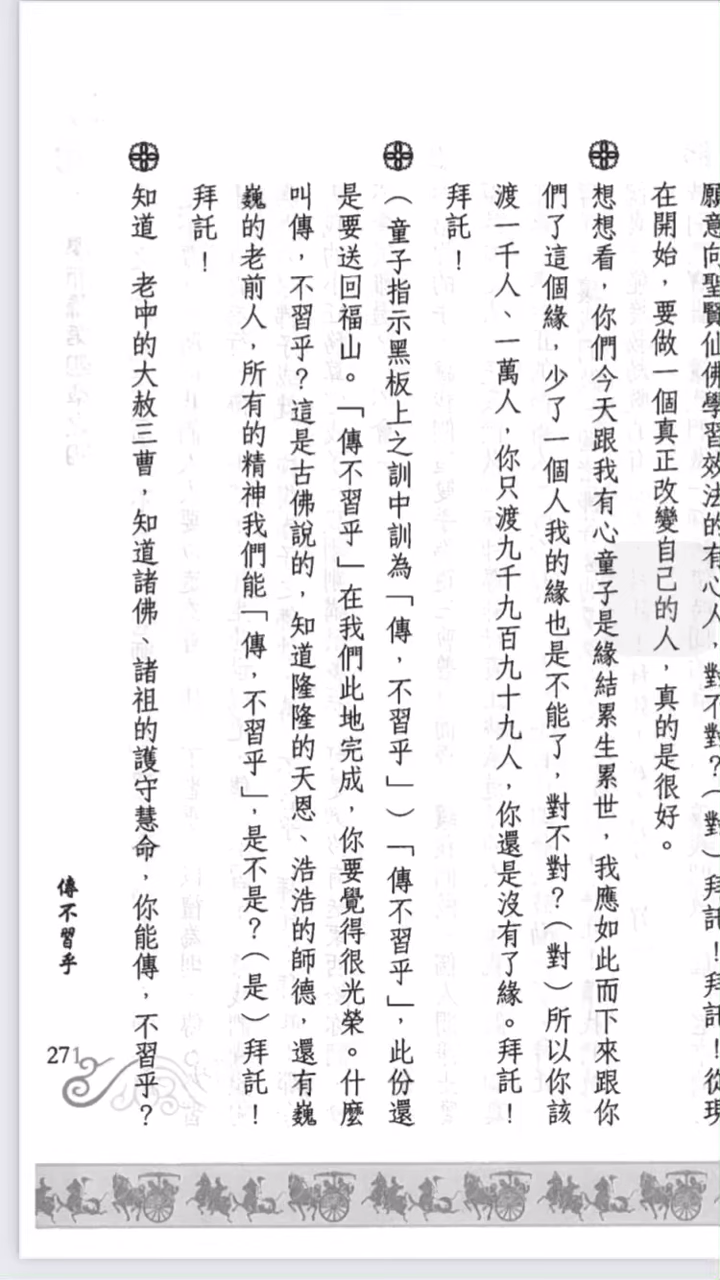 願意向聖賢仙佛學習效法的有心人，對不對？（對）拜託！拜託！從現
在開始，要做一個真正改變自己的人，真的是很好。
想想看，你們今天跟我有心童子是緣結累生累世，我應如此而下來跟你
們了這個緣，少了一個人我的緣也是不能了，對不對？（對）所以你該
渡一千人、一萬人，你只渡九千九百九十九人，你還是沒有了緣。拜託！
拜託！
（童子指示黑板上之訓中訓為「傳，不習乎」）「傳不習乎」，此份還
是要送回福山。「傳不習乎」在我們此地完成，你要覺得很光榮。什麼
叫傳，不習乎？這是古佛說的，知道隆隆的天恩、浩浩的師德，還有巍
巍的老前人，所有的精神我們能「傳，不習乎」，是不是？（是）拜託！
拜託！
知道　老中的大赦三曹，知道諸佛、諸祖的護守慧命，你能傳，不習乎？
傳不習乎
271